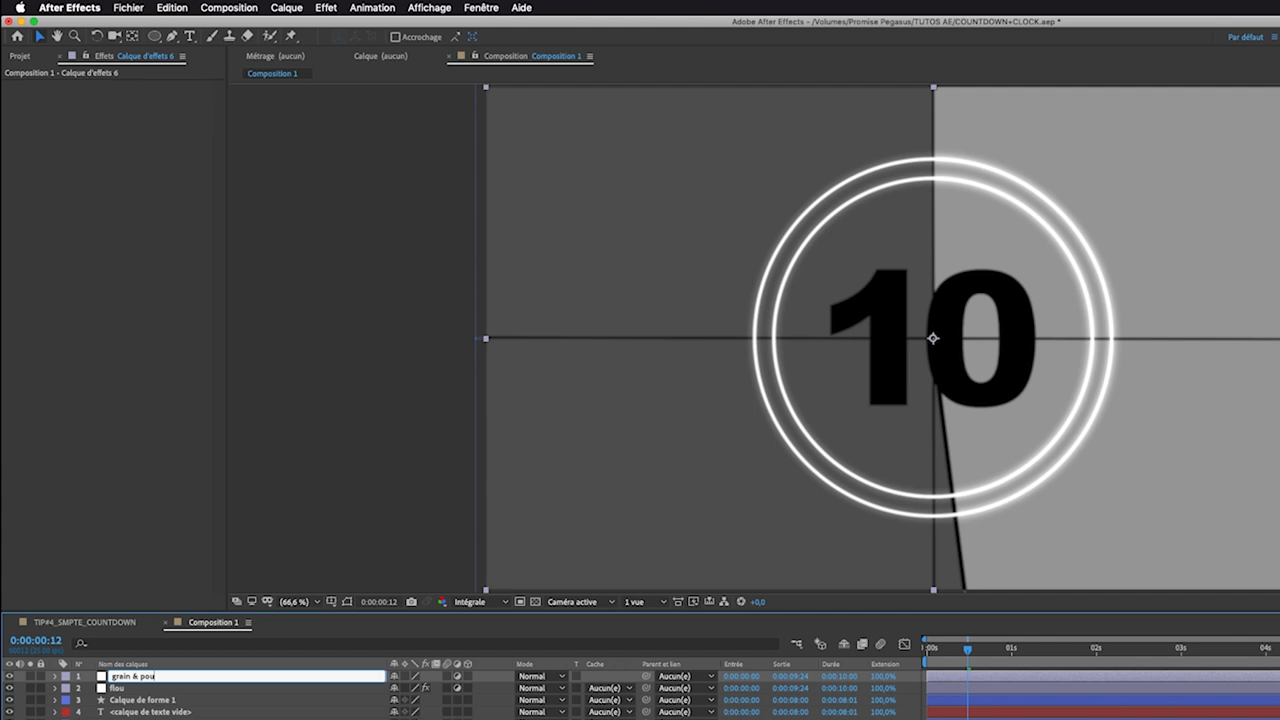 After Effects Fichier Edition Composition Calque Effet Animation Affichage Fenêtre Aide
Adobe After Effects - /Volumes/Promise Pegasus/TUTOS AE/COUNTDOWN+CLOCK.aep *
Accrochage
Par défaut
Projet Effets Calque d'effets 6 Métrage (aucun) Calque (aucun) Composition Composition 1
Composition 1 - Calque d'effets 6
Composition 1
10
(66,6 %) 0:00:00:12 Intégrale Caméra active 1 vue +0,0
TIP#4_SMPTE_COUNTDOWN Composition 1
0:00:00:12
00012 (25.00 i/s)
:00s 01s 02s 03s 04s
N° Nom des calques Mode T Cache Parent et lien Entrée Sortie Durée Extension
1 grain & pou Normal Aucun(e) 0:00:00:00 0:00:09:24 0:00:10:00 100,0%
2 flou Normal Aucun(e) Aucun(e) 0:00:00:00 0:00:09:24 0:00:10:00 100,0%
3 Calque de forme 1 Normal Aucun(e) Aucun(e) 0:00:00:00 0:00:08:00 0:00:08:01 100,0%
4 T <calque de texte vide> Normal Aucun(e) Aucun(e) 0:00:00:00 0:00:08:00 0:00:08:01 100,0%